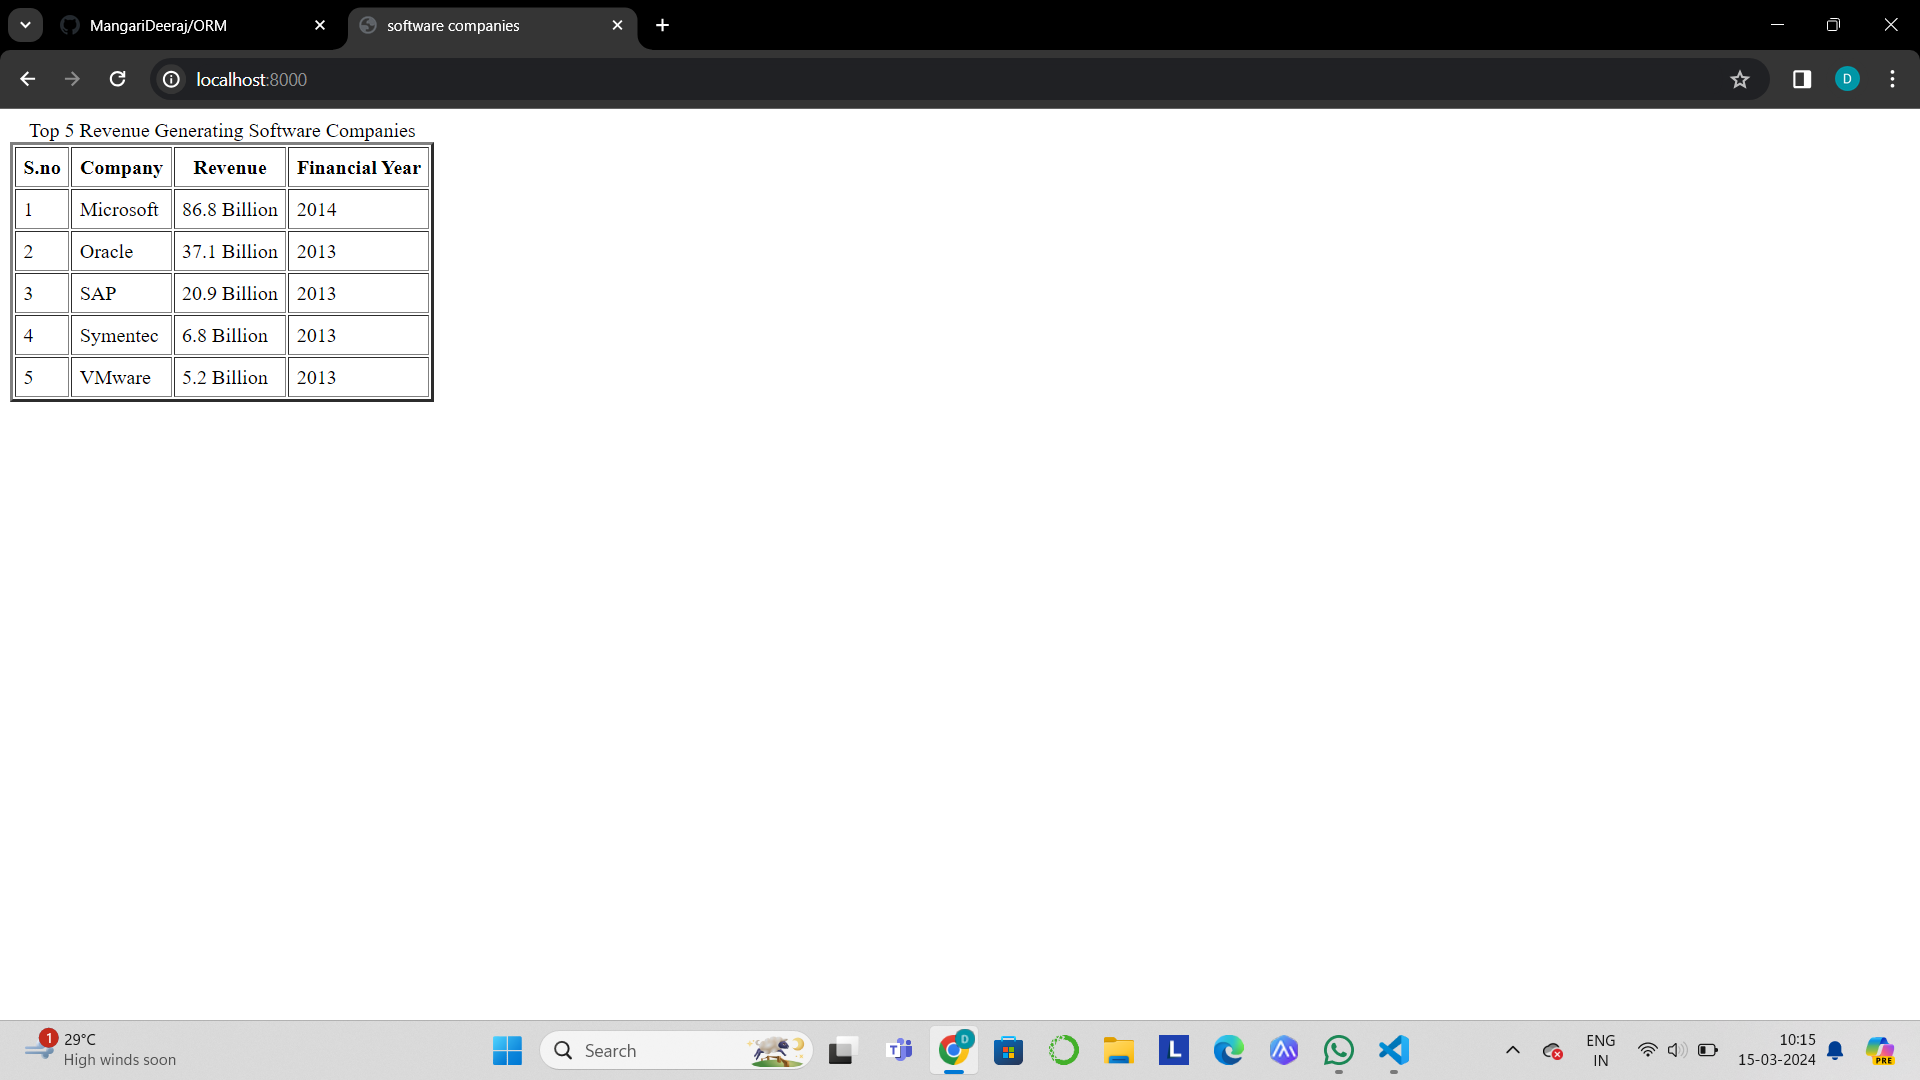 MangariDeeraj/ORM
software companies
localhost:8000
D
Top 5 Revenue Generating Software Companies
S.no Company Revenue Financial Year
1 Microsoft 86.8 Billion 2014
2 Oracle 37.1 Billion 2013
3 SAP 20.9 Billion 2013
4 Symentec 6.8 Billion 2013
5 VMware 5.2 Billion 2013
1
29°C
High winds soon
Search
T
D
L
ENG
IN
10:15
15-03-2024
PRE